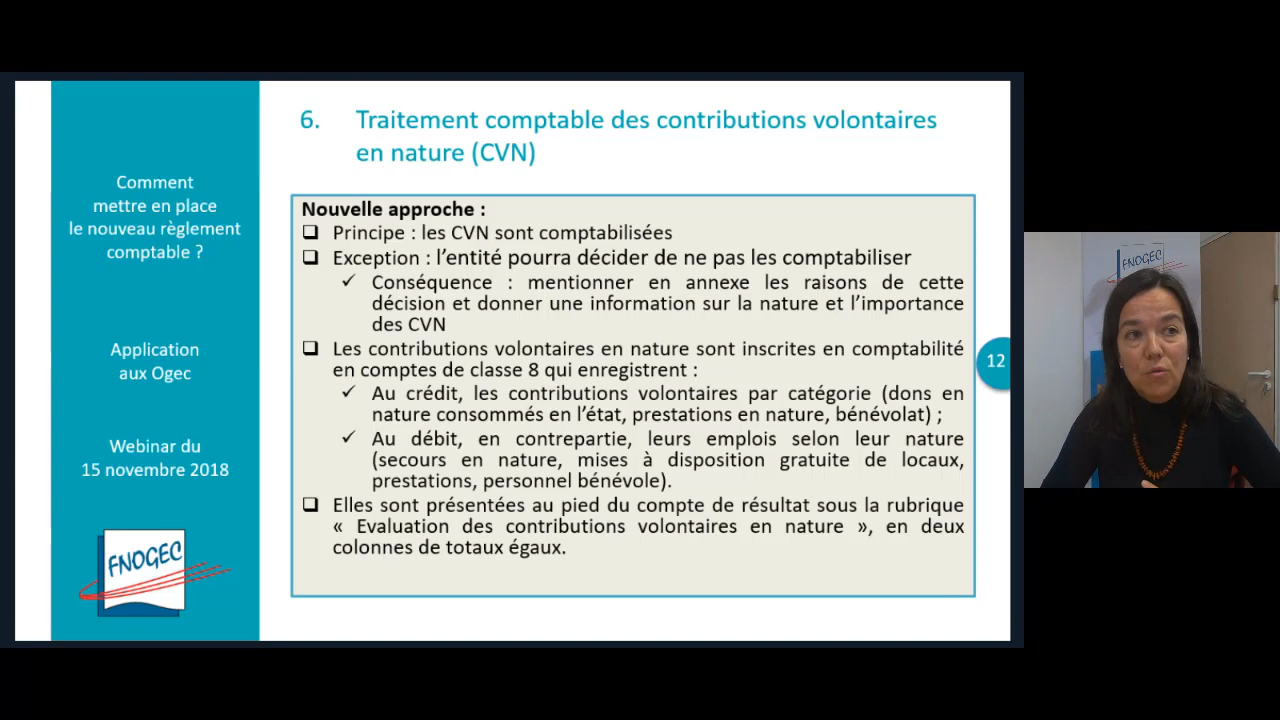 Comment
mettre en place
le nouveau règlement
comptable ?
Application
aux Ogec
Webinar du
15 novembre 2018
FNOGEC
6. Traitement comptable des contributions volontaires
en nature (CVN)
Nouvelle approche :
❑ Principe : les CVN sont comptabilisées
❑ Exception : l'entité pourra décider de ne pas les comptabiliser
✓ Conséquence : mentionner en annexe les raisons de cette
décision et donner une information sur la nature et l'importance
des CVN
❑ Les contributions volontaires en nature sont inscrites en comptabilité
en comptes de classe 8 qui enregistrent :
✓ Au crédit, les contributions volontaires par catégorie (dons en
nature consommés en l'état, prestations en nature, bénévolat) ;
✓ Au débit, en contrepartie, leurs emplois selon leur nature
(secours en nature, mises à disposition gratuite de locaux,
prestations, personnel bénévole).
❑ Elles sont présentées au pied du compte de résultat sous la rubrique
« Evaluation des contributions volontaires en nature », en deux
colonnes de totaux égaux.
12
FNOGEC